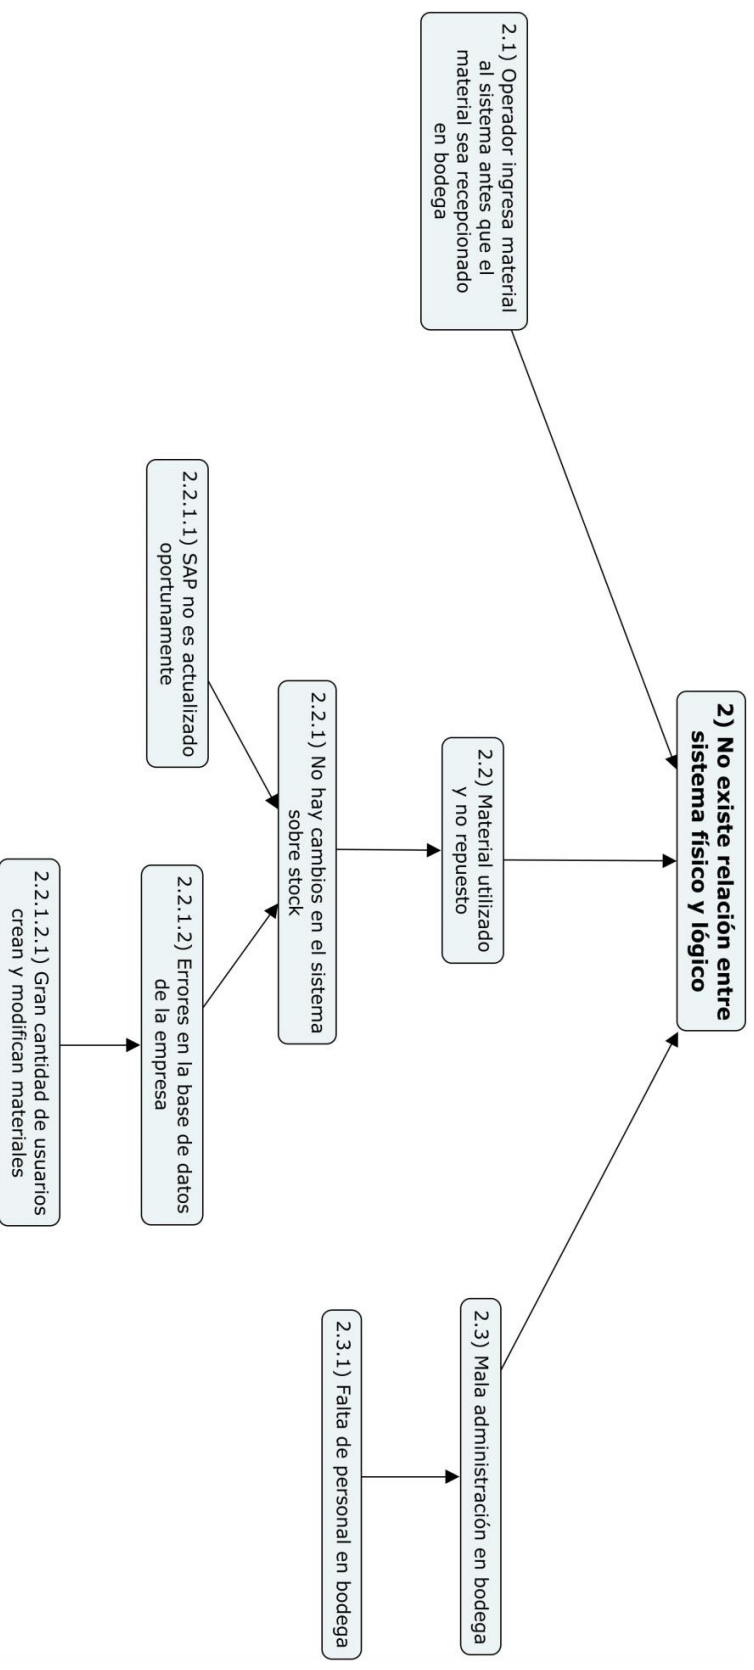 2) No existe relación entre
sistema físico y lógico
2.1) Operador ingresa material
al sistema antes que el
material sea recepcionado
en bodega
2.2) Material utilizado
y no repuesto
2.3) Mala administración en bodega
2.2.1) No hay cambios en el sistema
sobre stock
2.3.1) Falta de personal en bodega
2.2.1.1) SAP no es actualizado
oportunamente
2.2.1.2) Errores en la base de datos
de la empresa
2.2.1.2.1) Gran cantidad de usuarios
crean y modifican materiales